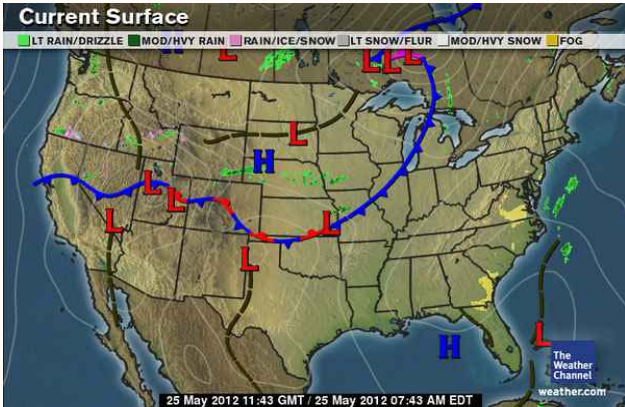 Current Surface
LT RAIN/DRIZZLE MOD/HVY RAIN RAIN/ICE/SNOW LT SNOW/FLUR MOD/HVY SNOW FOG
L L L L
L
H
L
L
L L
L
H L
The
Weather
Channel
weather.com
25 May 2012 11:43 GMT / 25 May 2012 07:43 AM EDT